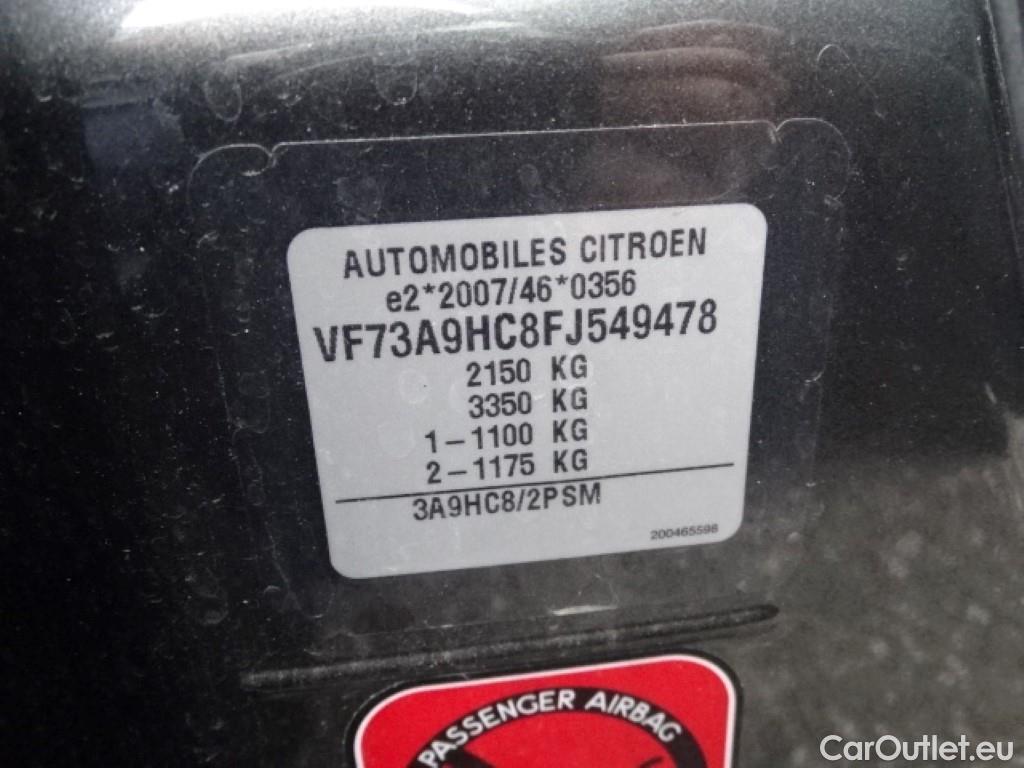 AUTOMOBILES CITROEN
e2*2007/46*0356
VF73A9HC8FJ549478
2150 KG
3350 KG
1-1100 KG
2-1175 KG
3A9HC8/2PSM
200465598
PASSENGER AIRBAG
CarOutlet.eu